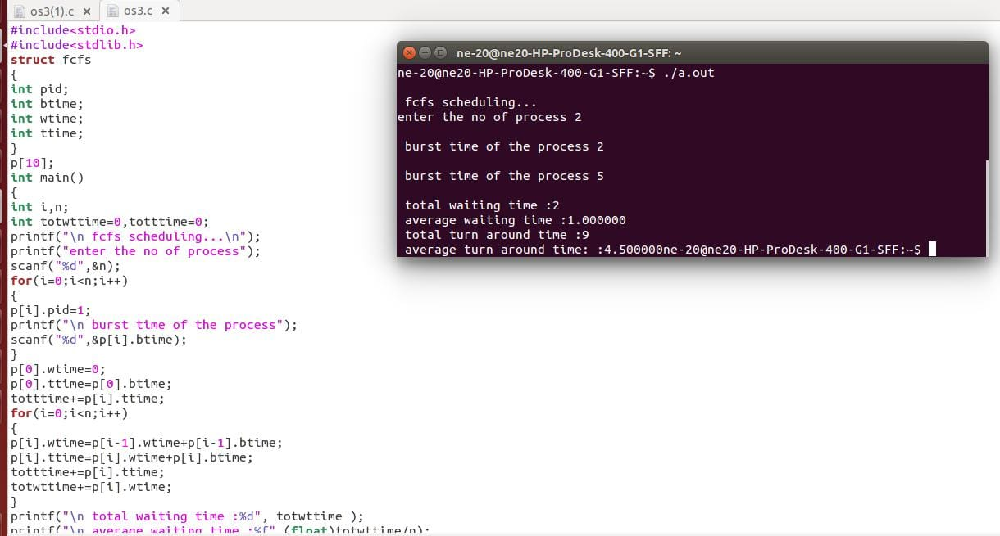 os3(1).c × os3.c ×
#include<stdio.h>
#include<stdlib.h>
struct fcfs
{
int pid;
int btime;
int wtime;
int ttime;
}
p[10];
int main()
{
int i,n;
int totwttime=0,totttime=0;
printf("\n fcfs scheduling...\n");
printf("enter the no of process");
scanf("%d",&n);
for(i=0;i<n;i++)
{
p[i].pid=1;
printf("\n burst time of the process");
scanf("%d",&p[i].btime);
}
p[0].wtime=0;
p[0].ttime=p[0].btime;
totttime+=p[i].ttime;
for(i=0;i<n;i++)
{
p[i].wtime=p[i-1].wtime+p[i-1].btime;
p[i].ttime=p[i].wtime+p[i].btime;
totttime+=p[i].ttime;
totwttime+=p[i].wtime;
}
printf("\n total waiting time :%d", totwttime );
printf("\n average waiting time :%f",(float)totwttime/n);
ne-20@ne20-HP-ProDesk-400-G1-SFF: ~
ne-20@ne20-HP-ProDesk-400-G1-SFF:~$ ./a.out
fcfs scheduling...
enter the no of process 2
burst time of the process 2
burst time of the process 5
total waiting time :2
average waiting time :1.000000
total turn around time :9
average turn around time: :4.500000ne-20@ne20-HP-ProDesk-400-G1-SFF:~$